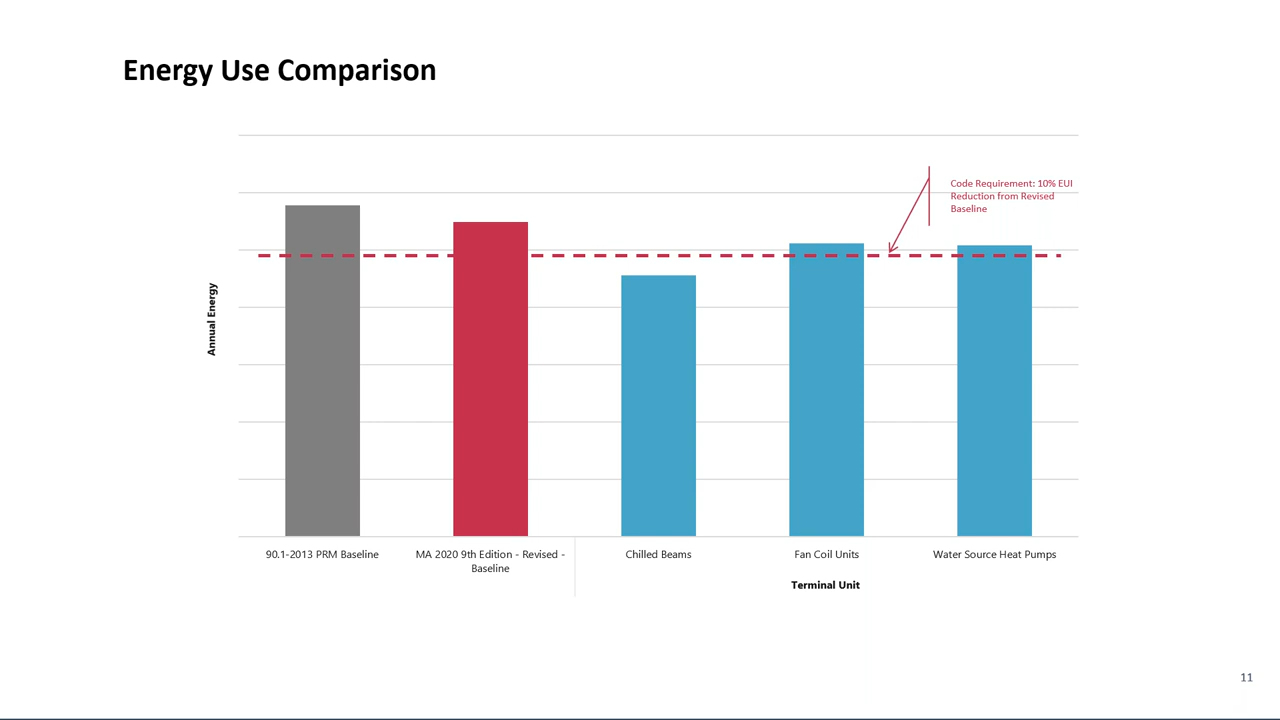 Energy Use Comparison
Code Requirement: 10% EUI
Reduction from Revised
Baseline
Annual Energy
90.1-2013 PRM Baseline
MA 2020 9th Edition - Revised -
Baseline
Chilled Beams
Fan Coil Units
Water Source Heat Pumps
Terminal Unit
11